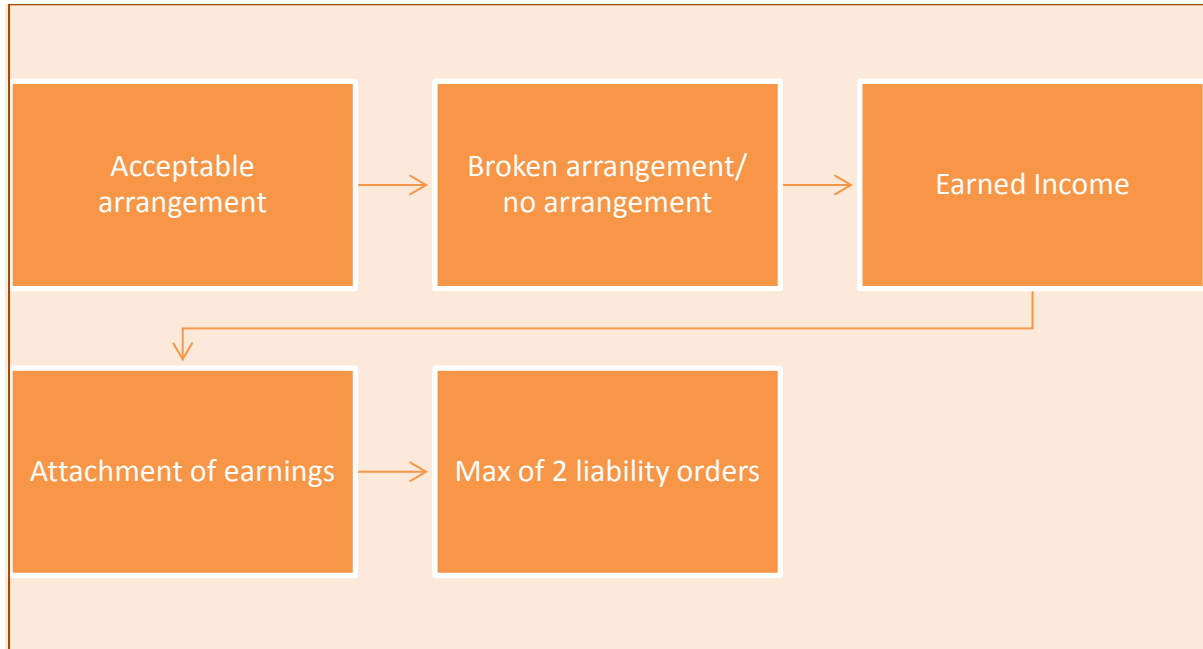 Acceptable
arrangement
Broken arrangement/
no arrangement
Earned Income
Attachment of earnings
Max of 2 liability orders